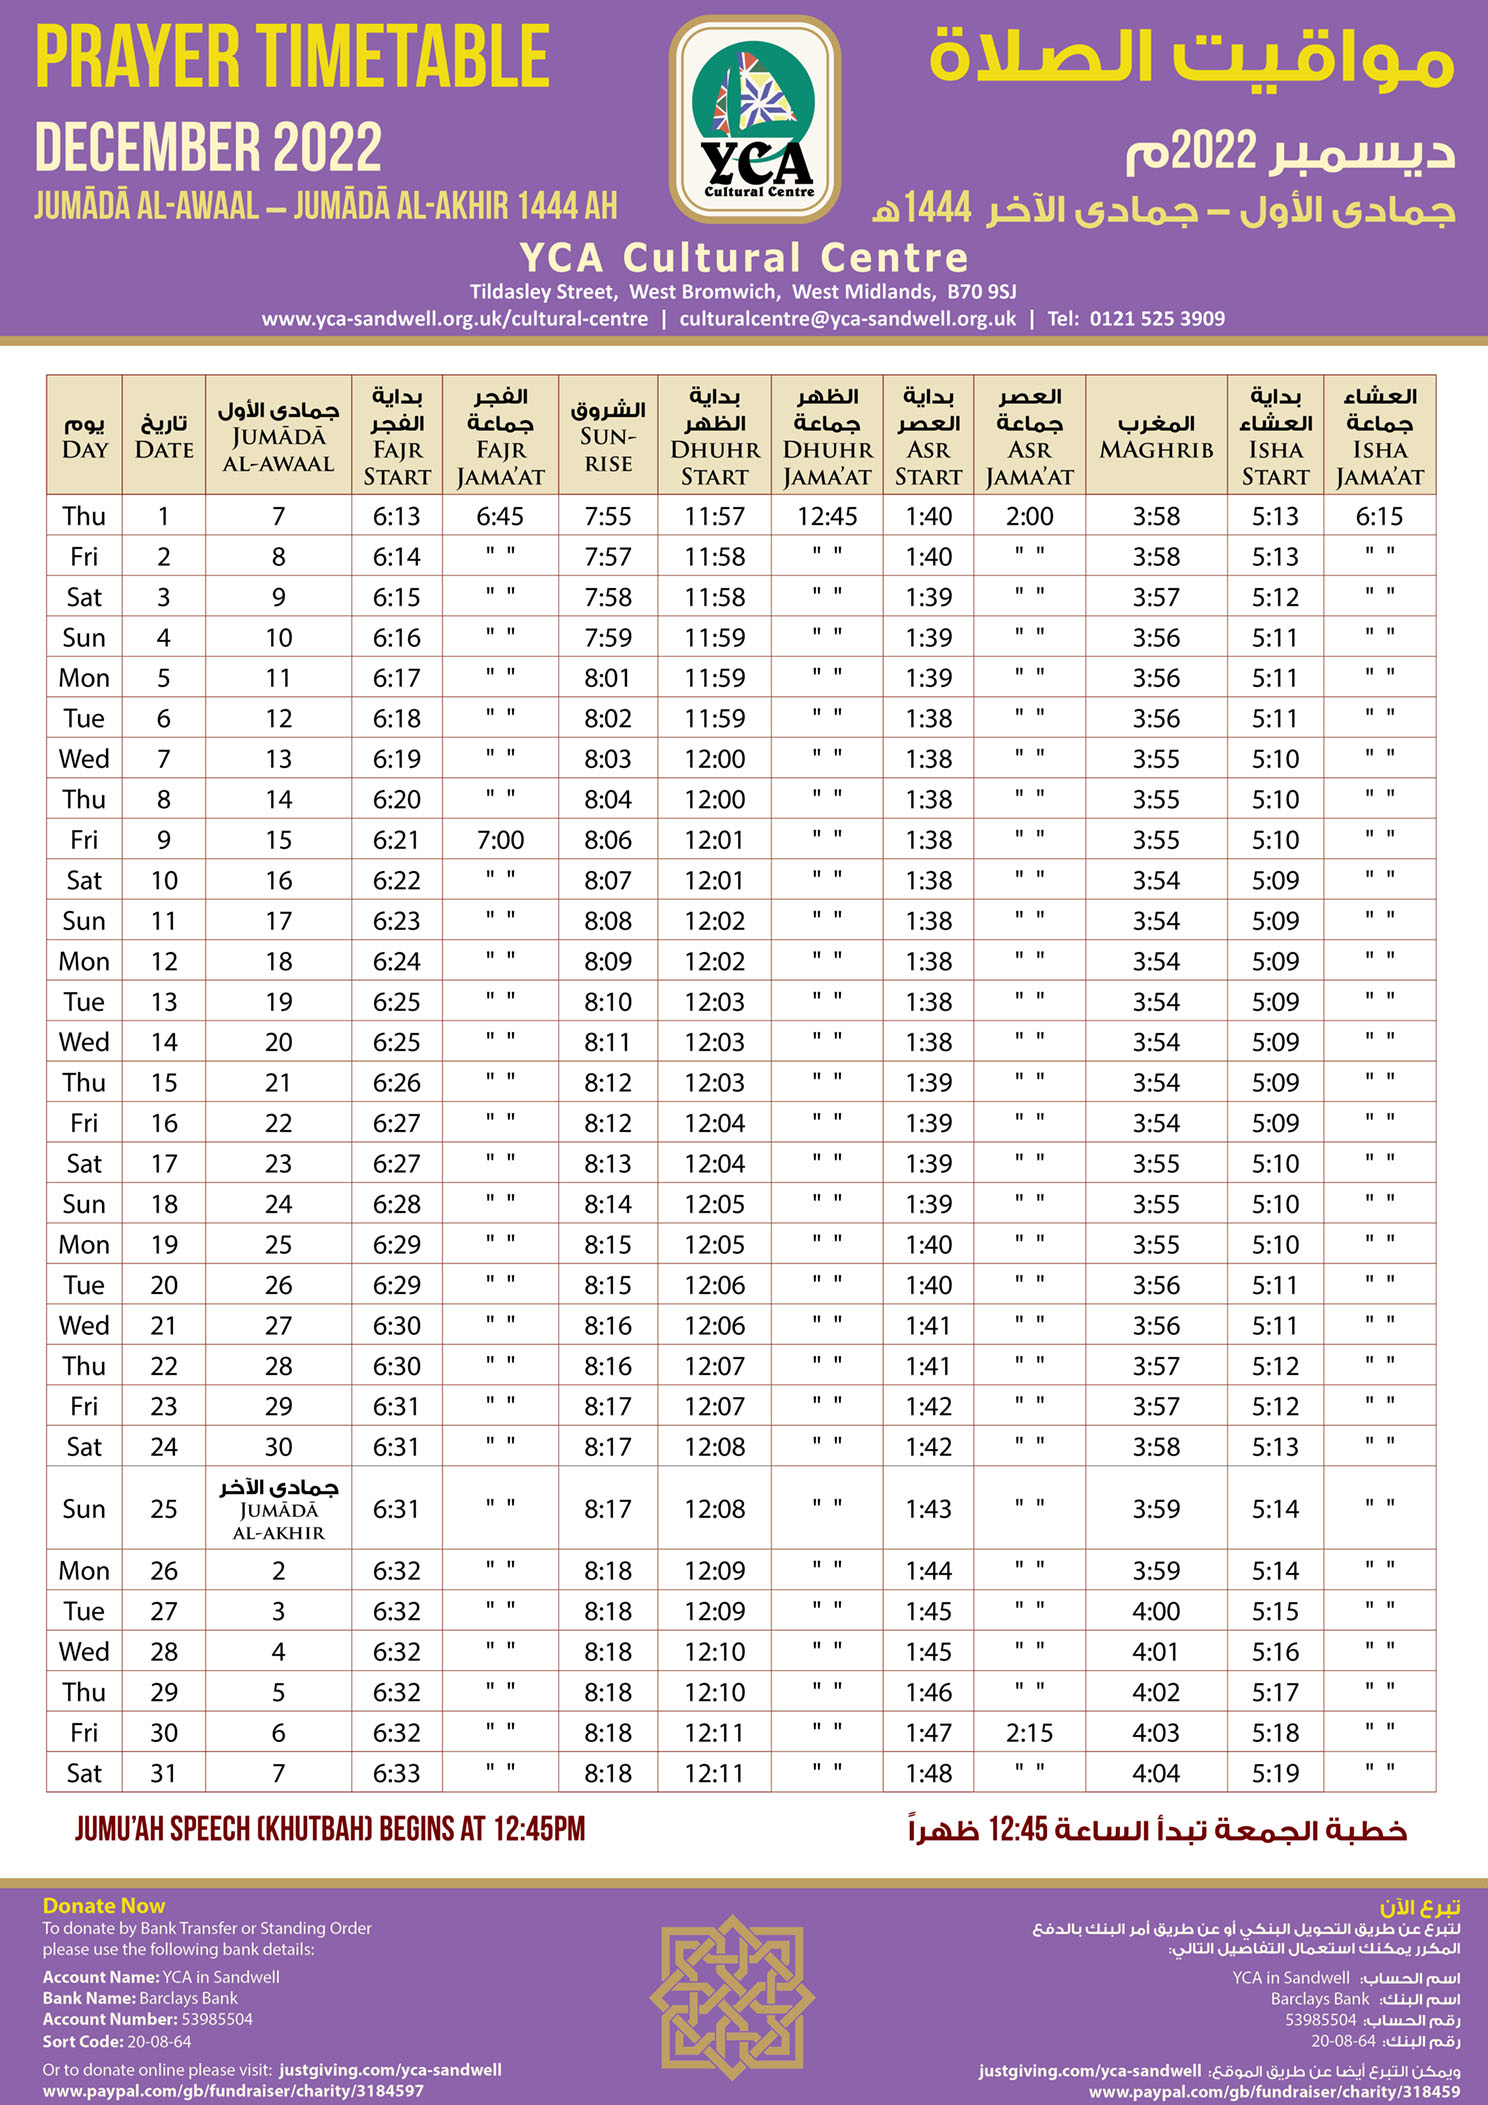 PRAYER TIMETABLE
مواقيت الصلاة
DECEMBER 2022
ديسمبر 2022م
JUMĀDĀ AL-AWAAL – JUMĀDĀ AL-AKHIR 1444 AH
جمادى الأول – جمادى الآخر 1444هـ
YCA
Cultural Centre
YCA Cultural Centre
Tildasley Street, West Bromwich, West Midlands, B70 9SJ
www.yca-sandwell.org.uk/cultural-centre | culturalcentre@yca-sandwell.org.uk | Tel: 0121 525 3909
يوم DAY
تاريخ DATE
جمادى الأول JUMĀDĀ AL-AWAAL
بداية الفجر FAJR START
الفجر جماعة FAJR JAMA'AT
الشروق SUN-RISE
بداية الظهر DHUHR START
الظهر جماعة DHUHR JAMA'AT
بداية العصر ASR START
العصر جماعة ASR JAMA'AT
المغرب MAGHRIB
بداية العشاء ISHA START
العشاء جماعة ISHA JAMA'AT
Thu 1 7 6:13 6:45 7:55 11:57 12:45 1:40 2:00 3:58 5:13 6:15
Fri 2 8 6:14 " " 7:57 11:58 " " 1:40 " " 3:58 5:13 " "
Sat 3 9 6:15 " " 7:58 11:58 " " 1:39 " " 3:57 5:12 " "
Sun 4 10 6:16 " " 7:59 11:59 " " 1:39 " " 3:56 5:11 " "
Mon 5 11 6:17 " " 8:01 11:59 " " 1:39 " " 3:56 5:11 " "
Tue 6 12 6:18 " " 8:02 11:59 " " 1:38 " " 3:56 5:11 " "
Wed 7 13 6:19 " " 8:03 12:00 " " 1:38 " " 3:55 5:10 " "
Thu 8 14 6:20 " " 8:04 12:00 " " 1:38 " " 3:55 5:10 " "
Fri 9 15 6:21 7:00 8:06 12:01 " " 1:38 " " 3:55 5:10 " "
Sat 10 16 6:22 " " 8:07 12:01 " " 1:38 " " 3:54 5:09 " "
Sun 11 17 6:23 " " 8:08 12:02 " " 1:38 " " 3:54 5:09 " "
Mon 12 18 6:24 " " 8:09 12:02 " " 1:38 " " 3:54 5:09 " "
Tue 13 19 6:25 " " 8:10 12:03 " " 1:38 " " 3:54 5:09 " "
Wed 14 20 6:25 " " 8:11 12:03 " " 1:38 " " 3:54 5:09 " "
Thu 15 21 6:26 " " 8:12 12:03 " " 1:39 " " 3:54 5:09 " "
Fri 16 22 6:27 " " 8:12 12:04 " " 1:39 " " 3:54 5:09 " "
Sat 17 23 6:27 " " 8:13 12:04 " " 1:39 " " 3:55 5:10 " "
Sun 18 24 6:28 " " 8:14 12:05 " " 1:39 " " 3:55 5:10 " "
Mon 19 25 6:29 " " 8:15 12:05 " " 1:40 " " 3:55 5:10 " "
Tue 20 26 6:29 " " 8:15 12:06 " " 1:40 " " 3:56 5:11 " "
Wed 21 27 6:30 " " 8:16 12:06 " " 1:41 " " 3:56 5:11 " "
Thu 22 28 6:30 " " 8:16 12:07 " " 1:41 " " 3:57 5:12 " "
Fri 23 29 6:31 " " 8:17 12:07 " " 1:42 " " 3:57 5:12 " "
Sat 24 30 6:31 " " 8:17 12:08 " " 1:42 " " 3:58 5:13 " "
Sun 25 جمادى الآخر JUMĀDĀ AL-AKHIR 6:31 " " 8:17 12:08 " " 1:43 " " 3:59 5:14 " "
Mon 26 2 6:32 " " 8:18 12:09 " " 1:44 " " 3:59 5:14 " "
Tue 27 3 6:32 " " 8:18 12:09 " " 1:45 " " 4:00 5:15 " "
Wed 28 4 6:32 " " 8:18 12:10 " " 1:45 " " 4:01 5:16 " "
Thu 29 5 6:32 " " 8:18 12:10 " " 1:46 " " 4:02 5:17 " "
Fri 30 6 6:32 " " 8:18 12:11 " " 1:47 2:15 4:03 5:18 " "
Sat 31 7 6:33 " " 8:18 12:11 " " 1:48 " " 4:04 5:19 " "
JUMU'AH SPEECH (KHUTBAH) BEGINS AT 12:45PM
خطبة الجمعة تبدأ الساعة 12:45 ظهراً
Donate Now
To donate by Bank Transfer or Standing Order
please use the following bank details:
Account Name: YCA in Sandwell
Bank Name: Barclays Bank
Account Number: 53985504
Sort Code: 20-08-64
Or to donate online please visit: justgiving.com/yca-sandwell
www.paypal.com/gb/fundraiser/charity/3184597
تبرع الآن
لتبرع عن طريق التحويل البنكي أو عن طريق أمر البنك بالدفع
المكرر يمكنك استعمال التفاصيل التالي:
اسم الحساب: YCA in Sandwell
اسم البنك: Barclays Bank
رقم الحساب: 53985504
رقم البنك: 20-08-64
ويمكن التبرع أيضا عن طريق الموقع: justgiving.com/yca-sandwell
www.paypal.com/gb/fundraiser/charity/318459